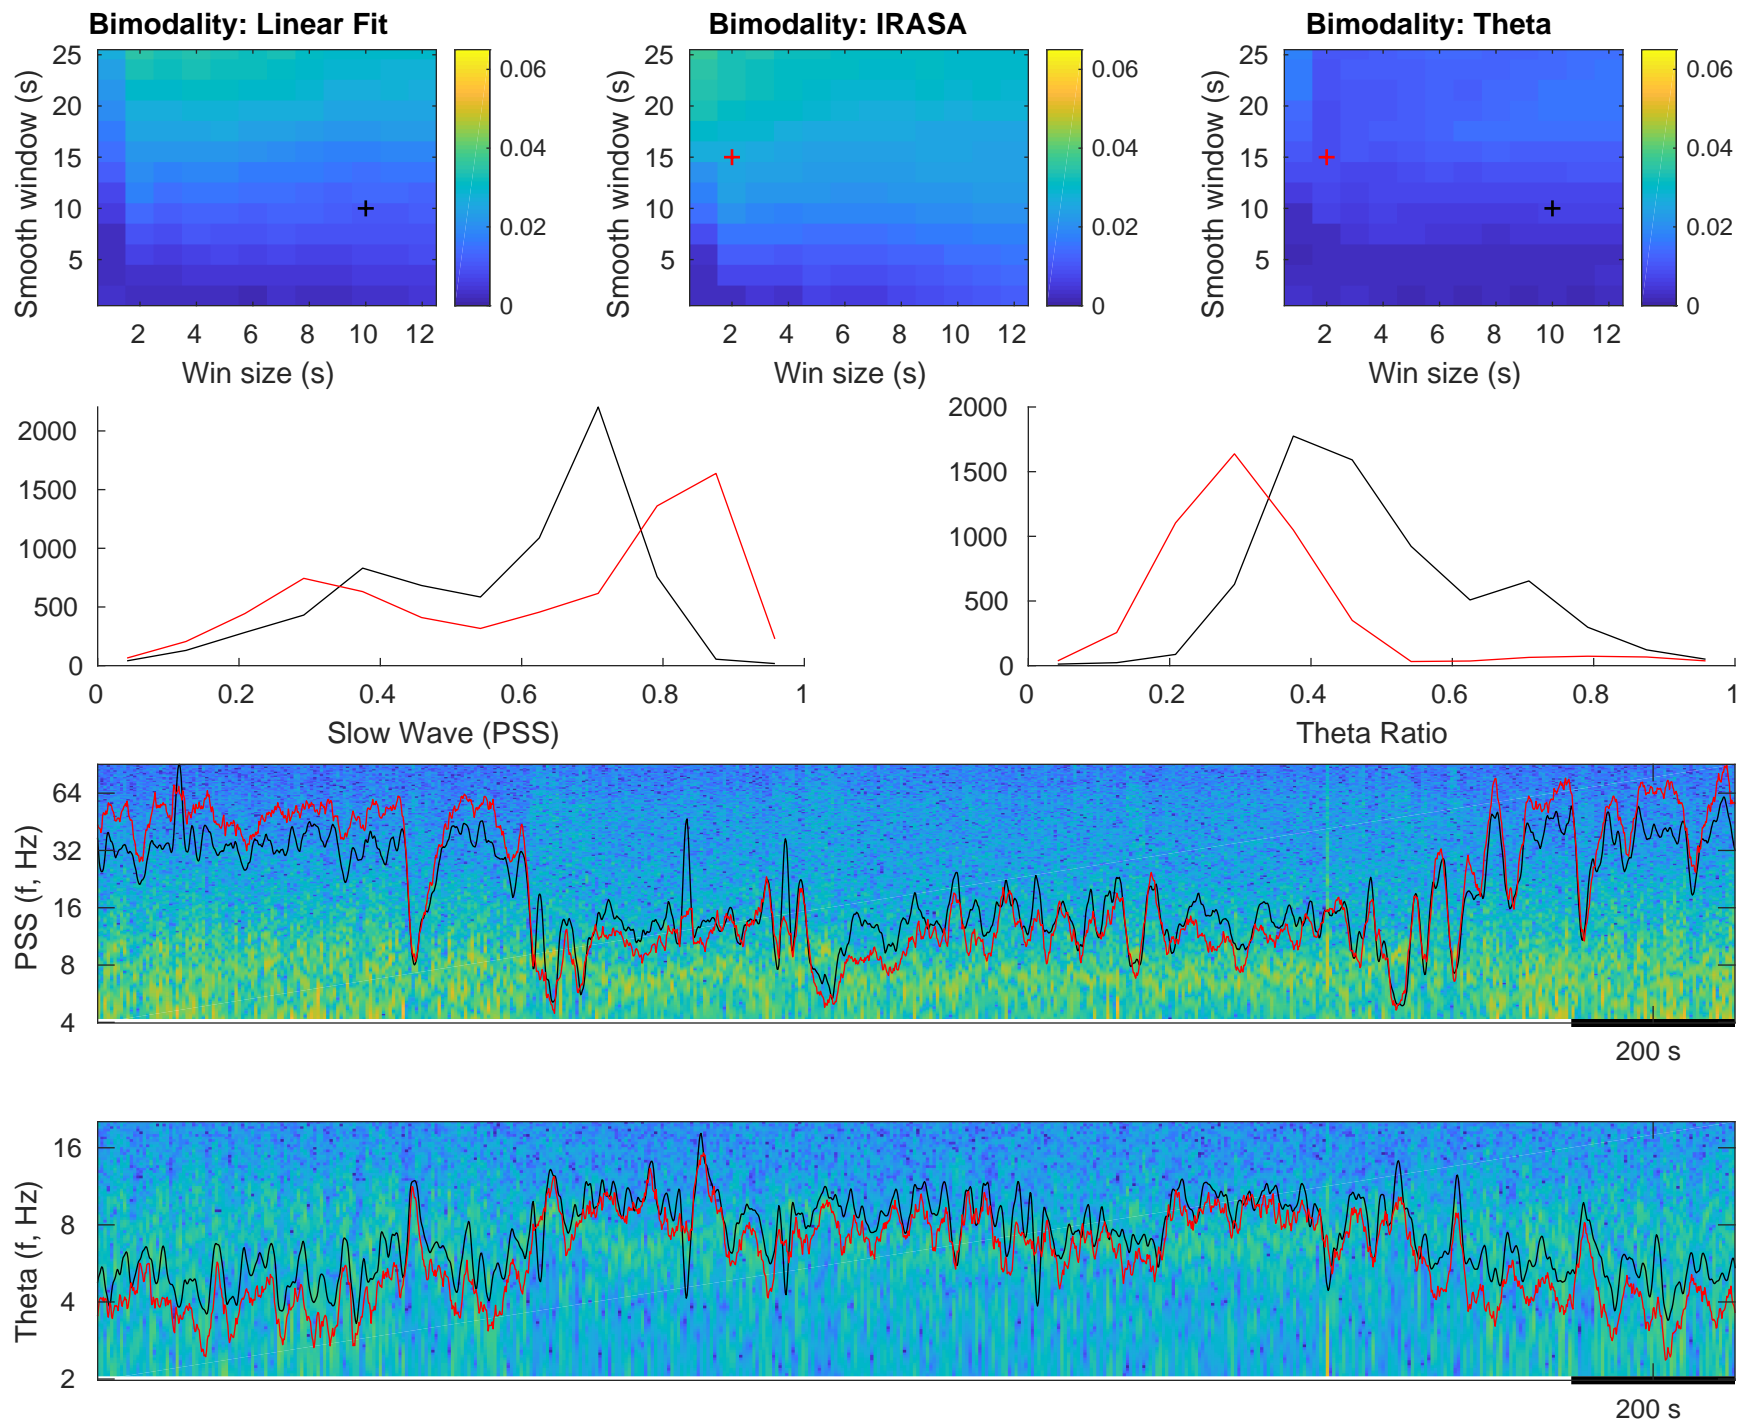 Bimodality: Linear Fit
Bimodality: IRASA
Bimodality: Theta
Smooth window (s)
25
20
15
10
5
2 4 6 8 10 12
Win size (s)
0.06
0.04
0.02
0
Smooth window (s)
25
20
15
10
5
2 4 6 8 10 12
Win size (s)
0.06
0.04
0.02
0
Smooth window (s)
25
20
15
10
5
2 4 6 8 10 12
Win size (s)
0.06
0.04
0.02
0
2000
1500
1000
500
0
0 0.2 0.4 0.6 0.8 1
Slow Wave (PSS)
2000
1500
1000
500
0
0 0.2 0.4 0.6 0.8 1
Theta Ratio
PSS (f, Hz)
64
32
16
8
4
200 s
Theta (f, Hz)
16
8
4
2
200 s